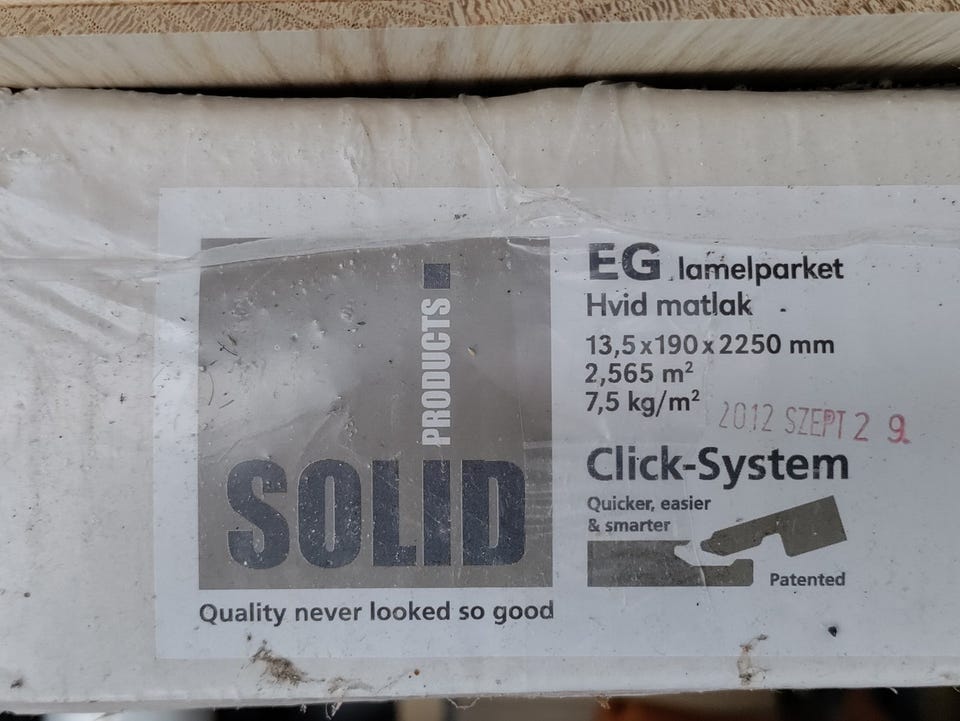 PRODUCTS
SOLID
Quality never looked so good
EG lamelparket
Hvid matlak
13,5x190x2250 mm
2,565 m²
7,5 kg/m²
2012 SZEPT 29.
Click-System
Quicker, easier
& smarter
Patented